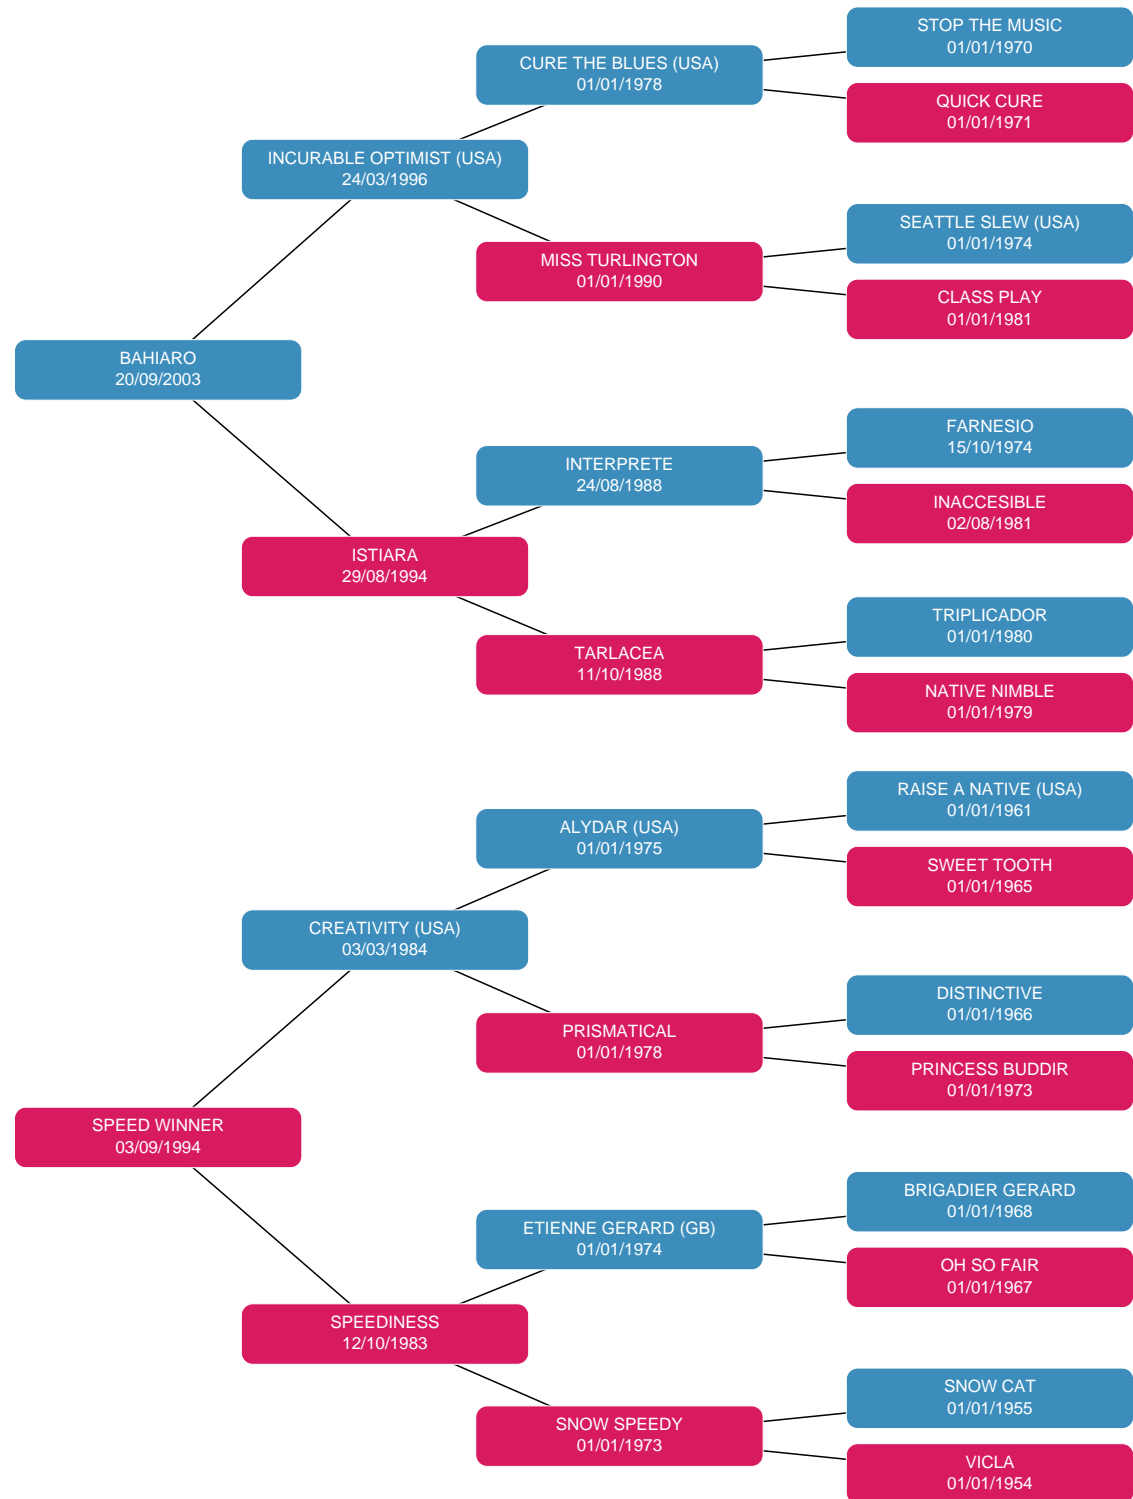 STOP THE MUSIC
01/01/1970
CURE THE BLUES (USA)
01/01/1978
QUICK CURE
01/01/1971
INCURABLE OPTIMIST (USA)
24/03/1996
SEATTLE SLEW (USA)
01/01/1974
MISS TURLINGTON
01/01/1990
CLASS PLAY
01/01/1981
BAHIARO
20/09/2003
FARNESIO
15/10/1974
INTERPRETE
24/08/1988
INACCESIBLE
02/08/1981
ISTIARA
29/08/1994
TRIPLICADOR
01/01/1980
TARLACEA
11/10/1988
NATIVE NIMBLE
01/01/1979
RAISE A NATIVE (USA)
01/01/1961
ALYDAR (USA)
01/01/1975
SWEET TOOTH
01/01/1965
CREATIVITY (USA)
03/03/1984
DISTINCTIVE
01/01/1966
PRISMATICAL
01/01/1978
PRINCESS BUDDIR
01/01/1973
SPEED WINNER
03/09/1994
BRIGADIER GERARD
01/01/1968
ETIENNE GERARD (GB)
01/01/1974
OH SO FAIR
01/01/1967
SPEEDINESS
12/10/1983
SNOW CAT
01/01/1955
SNOW SPEEDY
01/01/1973
VICLA
01/01/1954